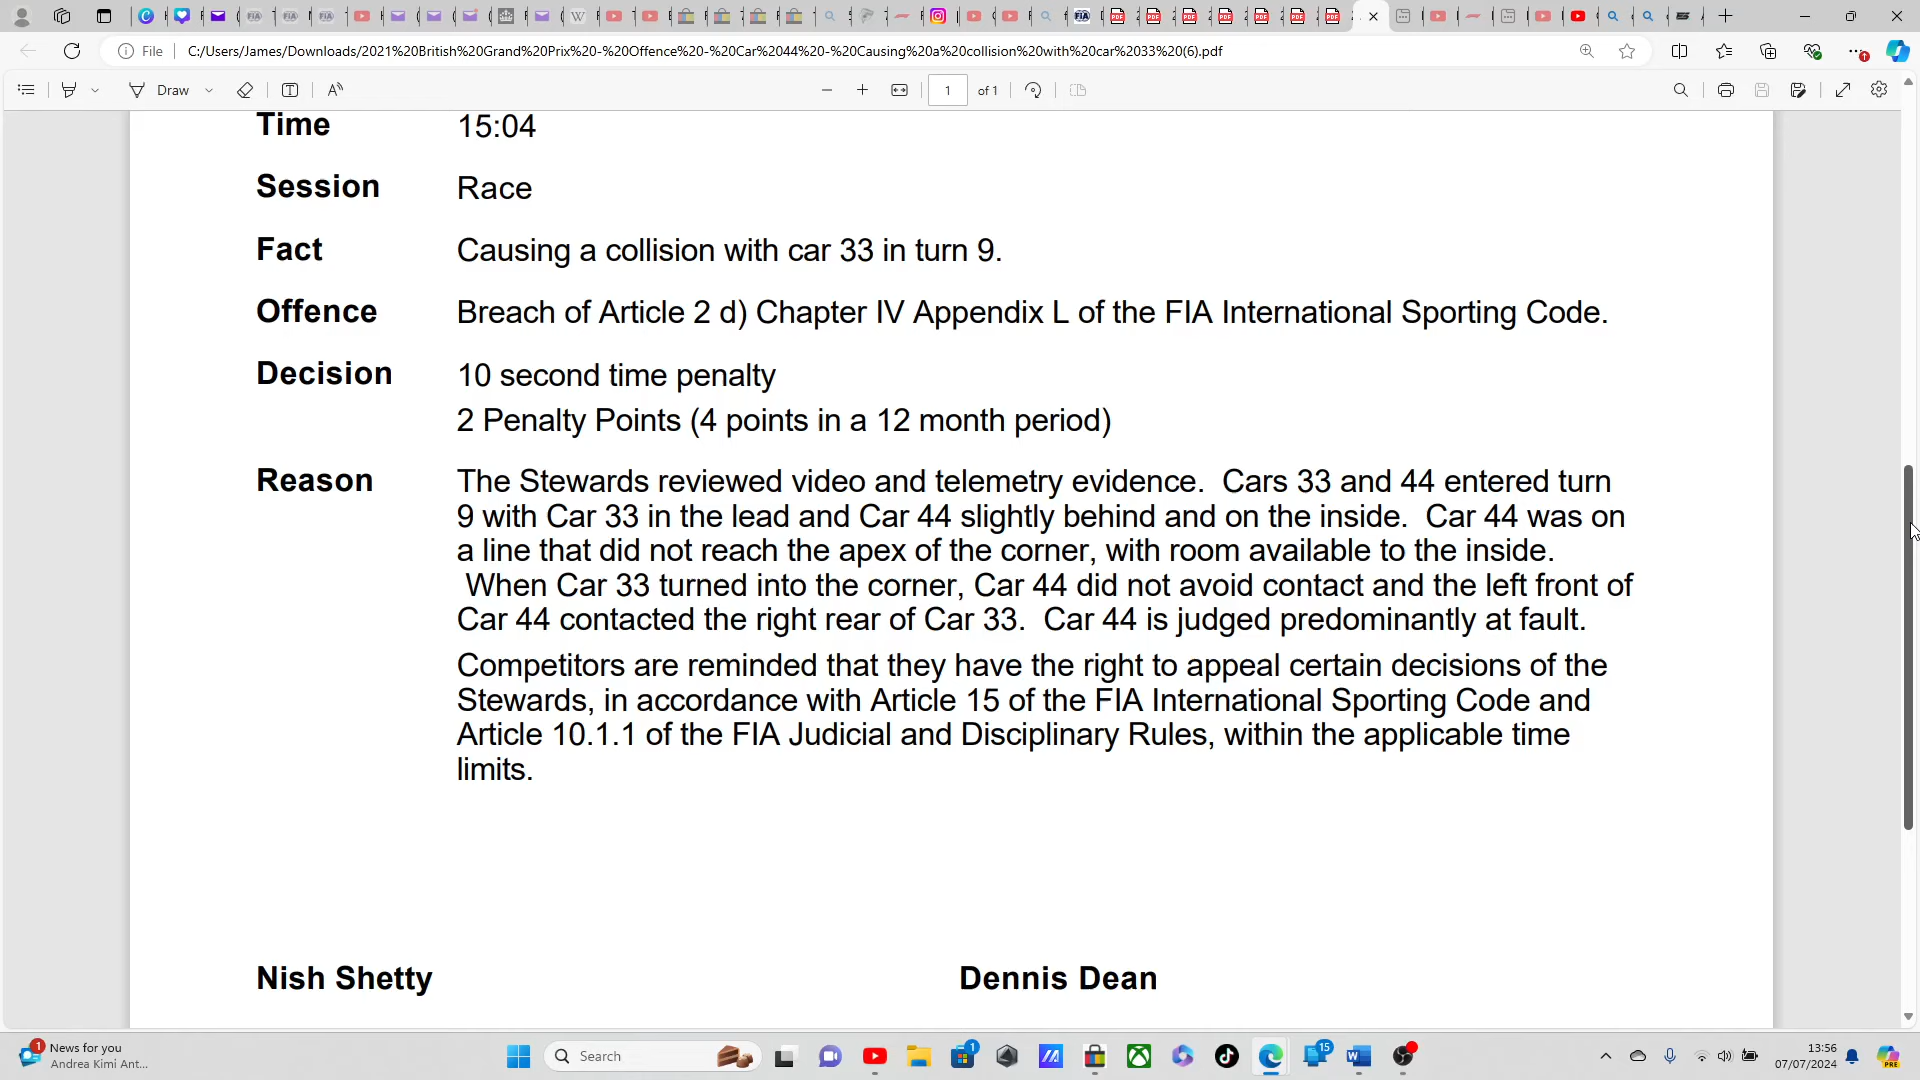 File
C:/Users/James/Downloads/2021%20British%20Grand%20Prix%20-%20Offence%20-%20Car%2044%20-%20Causing%20a%20collision%20with%20car%2033%20(6).pdf
Draw
1
of 1
Time 15:04
Session Race
Fact Causing a collision with car 33 in turn 9.
Offence Breach of Article 2 d) Chapter IV Appendix L of the FIA International Sporting Code.
Decision 10 second time penalty
2 Penalty Points (4 points in a 12 month period)
Reason The Stewards reviewed video and telemetry evidence. Cars 33 and 44 entered turn
9 with Car 33 in the lead and Car 44 slightly behind and on the inside. Car 44 was on
a line that did not reach the apex of the corner, with room available to the inside.
When Car 33 turned into the corner, Car 44 did not avoid contact and the left front of
Car 44 contacted the right rear of Car 33. Car 44 is judged predominantly at fault.
Competitors are reminded that they have the right to appeal certain decisions of the
Stewards, in accordance with Article 15 of the FIA International Sporting Code and
Article 10.1.1 of the FIA Judicial and Disciplinary Rules, within the applicable time
limits.
Nish Shetty Dennis Dean
1
News for you
Andrea Kimi Ant...
Search
1
15
13:56
07/07/2024
PRE